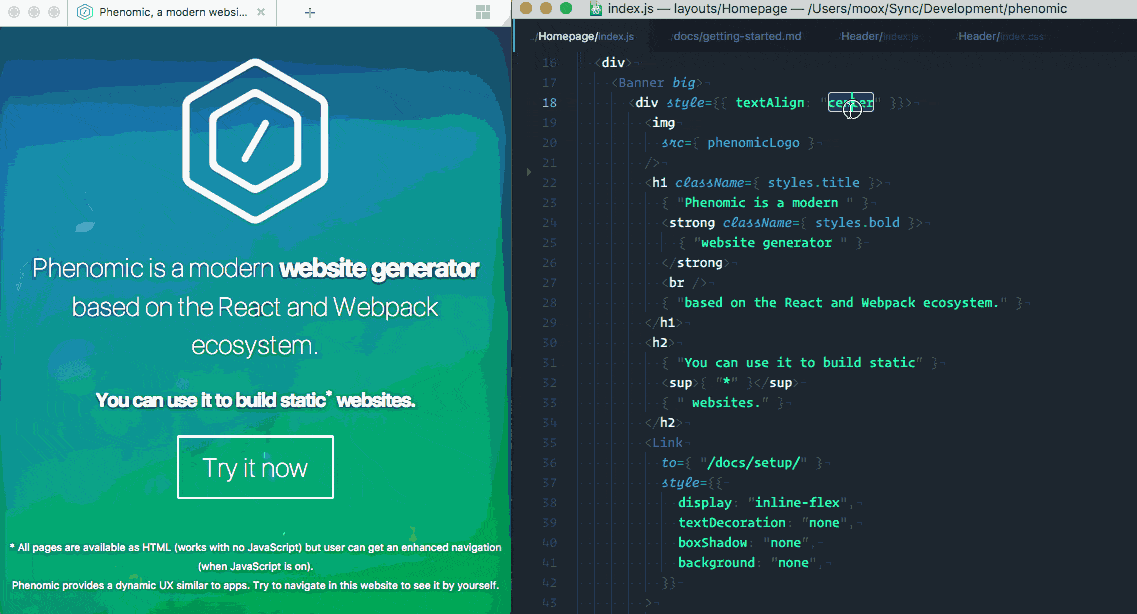 Phenomic, a modern websi...
Phenomic is a modern website generator
based on the React and Webpack
ecosystem.
You can use it to build static* websites.
Try it now
* All pages are available as HTML (works with no JavaScript) but user can get an enhanced navigation
(when JavaScript is on).
Phenomic provides a dynamic UX similar to apps. Try to navigate in this website to see it by yourself.
index.js — layouts/Homepage — /Users/moox/Sync/Development/phenomic
../Homepage/index.js
/docs/getting-started.md
/Header/index.js
/Header/index.css
16 <div>
17 <Banner big>
18 <div style={{ textAlign: "center" }}>
19 <img
20 src={ phenomicLogo }
21 />
22 <h1 className={ styles.title }>
23 { "Phenomic is a modern " }
24 <strong className={ styles.bold }>
25 { "website generator " }
26 </strong>
27 <br />
28 { "based on the React and Webpack ecosystem." }
29 </h1>
30 <h2>
31 { "You can use it to build static" }
32 <sup>{ "*" }</sup>
33 { " websites." }
34 </h2>
35 <Link
36 to={ "/docs/setup/" }
37 style={{
38 display: "inline-flex",
39 textDecoration: "none",
40 boxShadow: "none",
41 background: "none",
42 }}
43 >